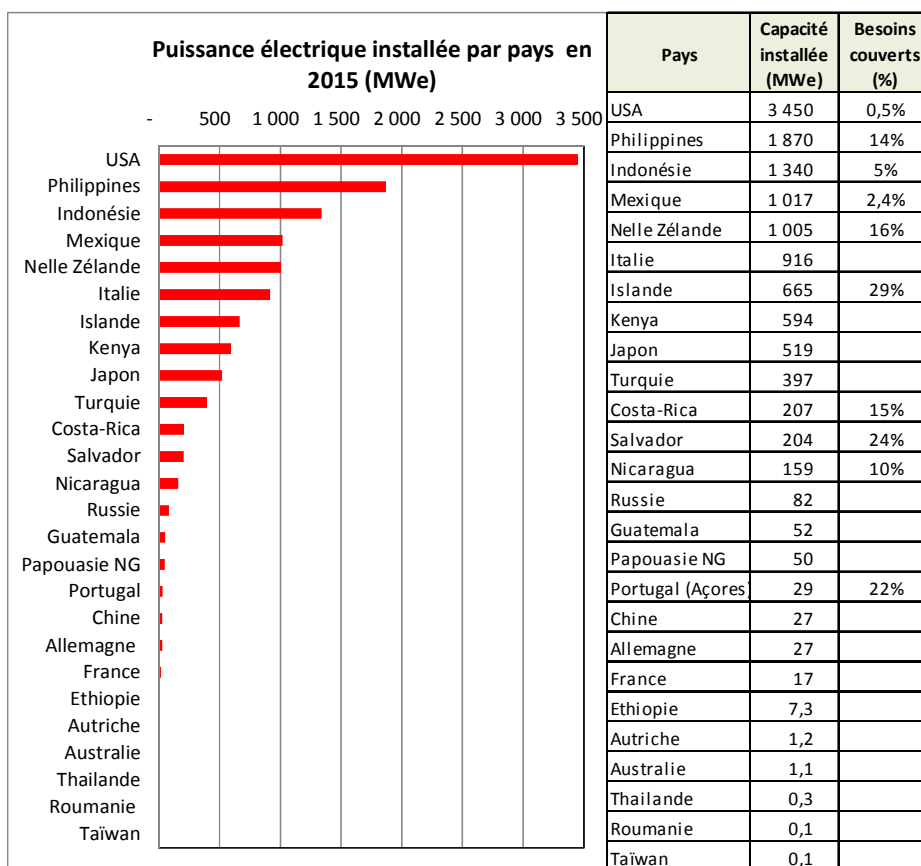 Puissance électrique installée par pays en
2015 (MWe)
- 500 1 000 1 500 2 000 2 500 3 000 3 500
USA
Philippines
Indonésie
Mexique
Nelle Zélande
Italie
Islande
Kenya
Japon
Turquie
Costa-Rica
Salvador
Nicaragua
Russie
Guatemala
Papouasie NG
Portugal
Chine
Allemagne
France
Ethiopie
Autriche
Australie
Thailande
Roumanie
Taïwan
Pays Capacité installée (MWe) Besoins couverts (%)
USA 3 450 0,5%
Philippines 1 870 14%
Indonésie 1 340 5%
Mexique 1 017 2,4%
Nelle Zélande 1 005 16%
Italie 916
Islande 665 29%
Kenya 594
Japon 519
Turquie 397
Costa-Rica 207 15%
Salvador 204 24%
Nicaragua 159 10%
Russie 82
Guatemala 52
Papouasie NG 50
Portugal (Açores) 29 22%
Chine 27
Allemagne 27
France 17
Ethiopie 7,3
Autriche 1,2
Australie 1,1
Thailande 0,3
Roumanie 0,1
Taïwan 0,1